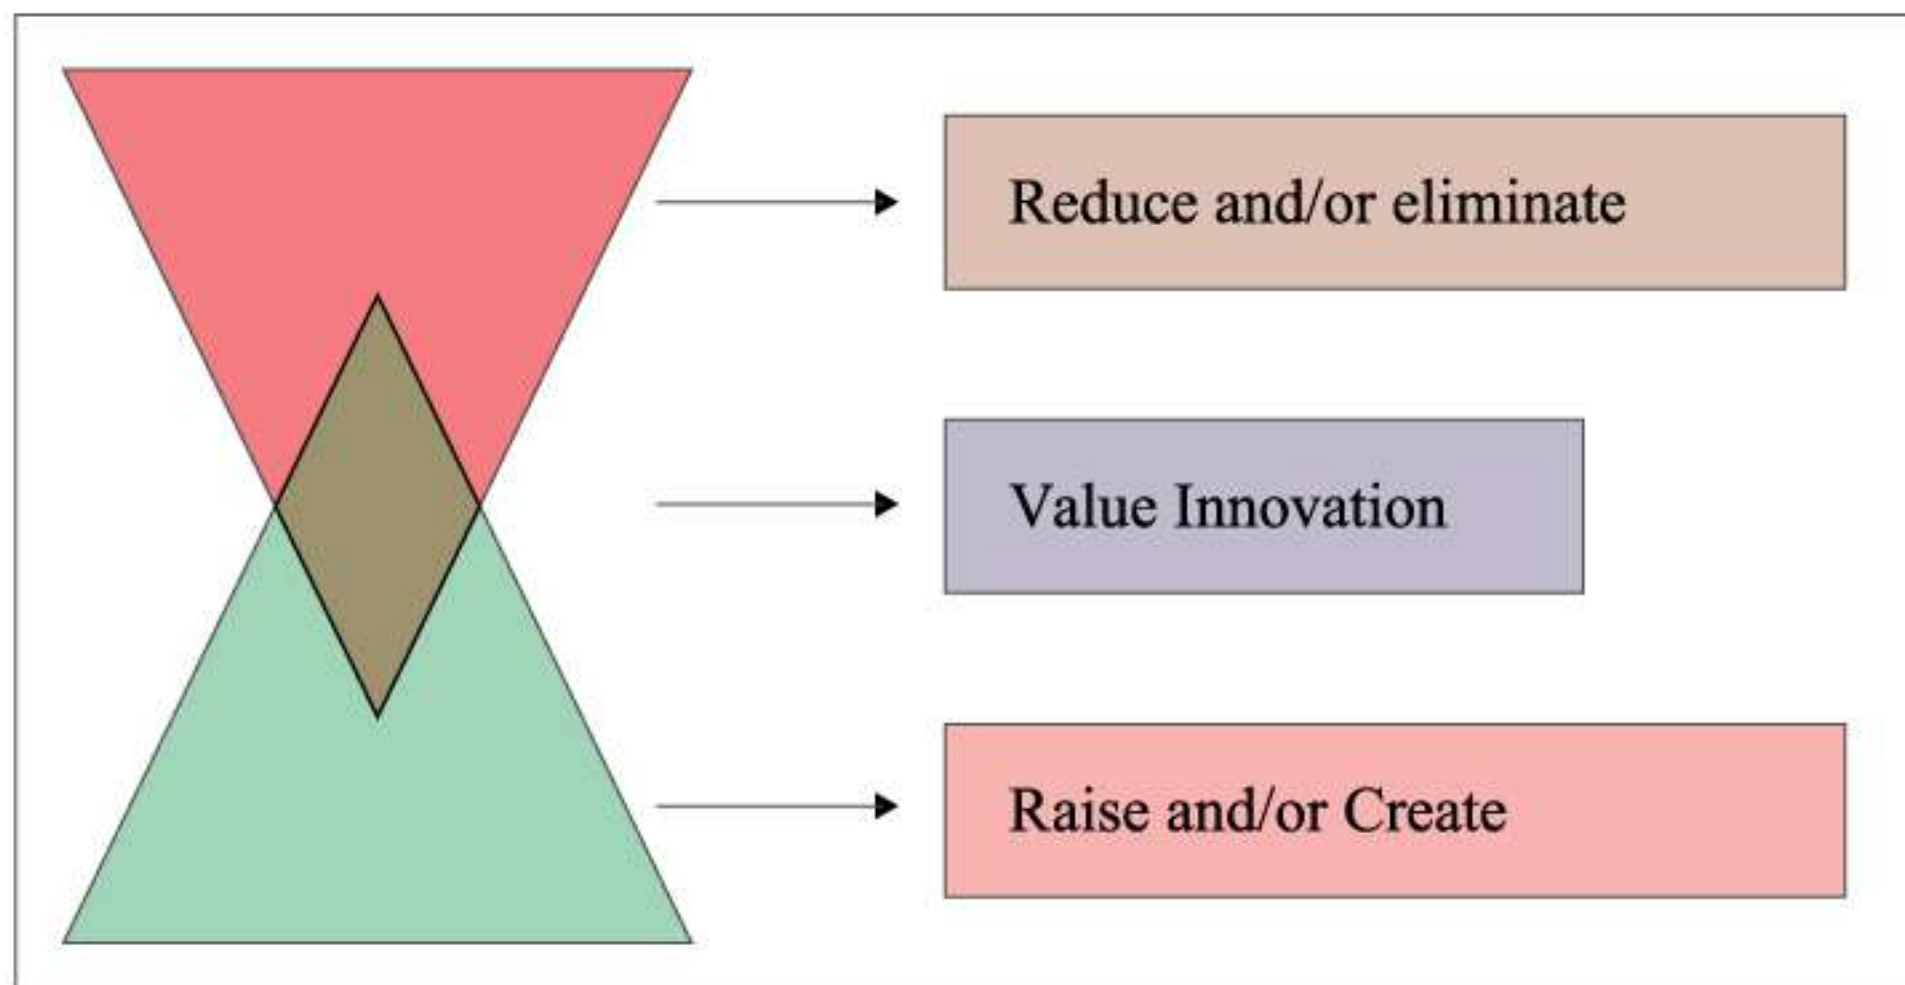 Reduce and/or eliminate
Value Innovation
Raise and/or Create